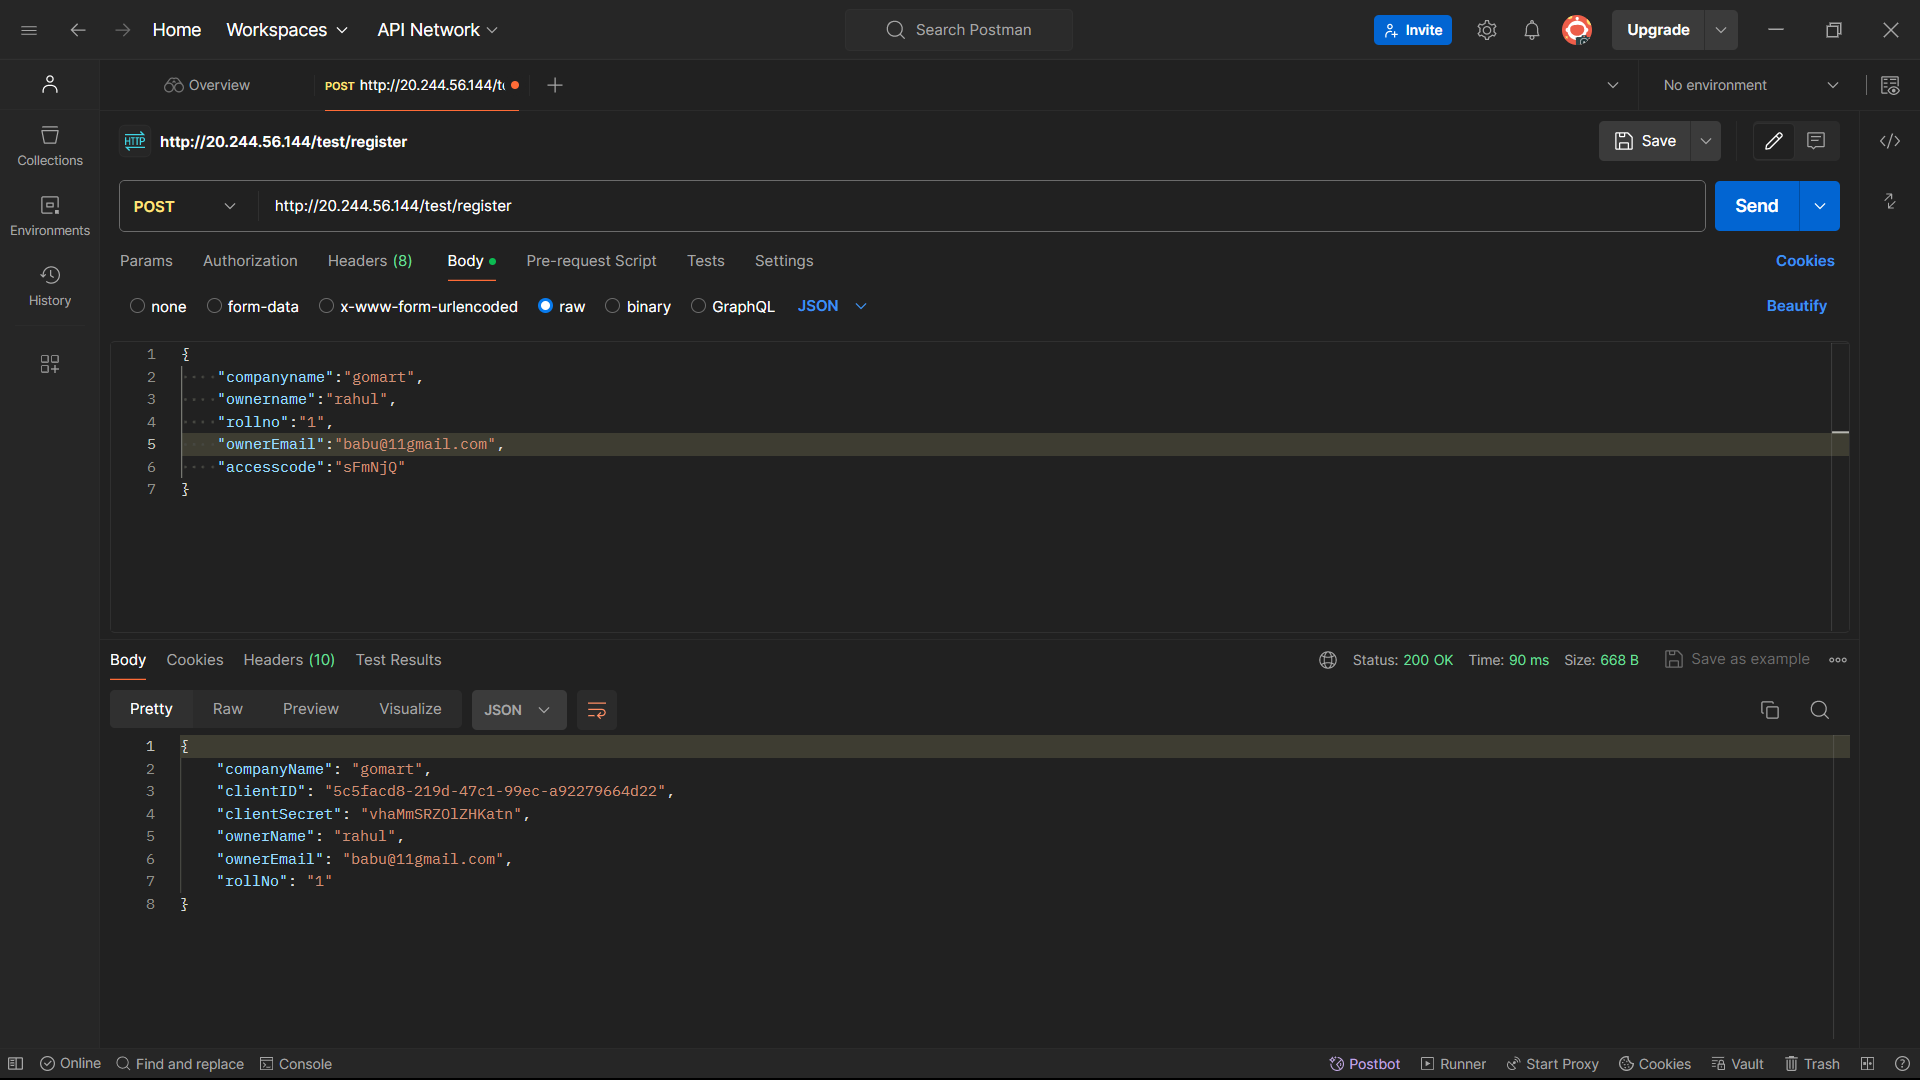 Home Workspaces API Network Search Postman Invite Upgrade
Overview POST http://20.244.56.144/t No environment
HTTP http://20.244.56.144/test/register Save
Collections
Environments
History
POST http://20.244.56.144/test/register Send
Params Authorization Headers (8) Body Pre-request Script Tests Settings Cookies
none form-data x-www-form-urlencoded raw binary GraphQL JSON Beautify
1 {
2 "companyname":"gomart",
3 "ownername":"rahul",
4 "rollno":"1",
5 "ownerEmail":"babu@11gmail.com",
6 "accesscode":"sFmNjQ"
7 }
Body Cookies Headers (10) Test Results Status: 200 OK Time: 90 ms Size: 668 B Save as example
Pretty Raw Preview Visualize JSON
1 {
2 "companyName": "gomart",
3 "clientID": "5c5facd8-219d-47c1-99ec-a92279664d22",
4 "clientSecret": "vhaMmSRZOlZHKatn",
5 "ownerName": "rahul",
6 "ownerEmail": "babu@11gmail.com",
7 "rollNo": "1"
8 }
Online Find and replace Console Postbot Runner Start Proxy Cookies Vault Trash